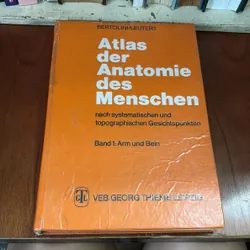 BERTOLINI/LEUTERT
Atlas
der
Anatomie
des
Menschen
nach systematischen und
topographischen Gesichtspunkten
Band 1: Arm und Bein
VEB GEORG THIEME LEIPZIG